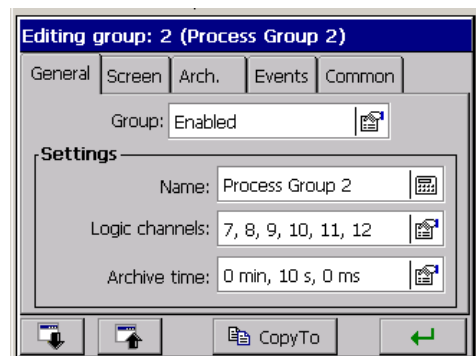 Editing group: 2 (Process Group 2)
General Screen Arch. Events Common
Group: Enabled
Settings
Name: Process Group 2
Logic channels: 7, 8, 9, 10, 11, 12
Archive time: 0 min, 10 s, 0 ms
CopyTo